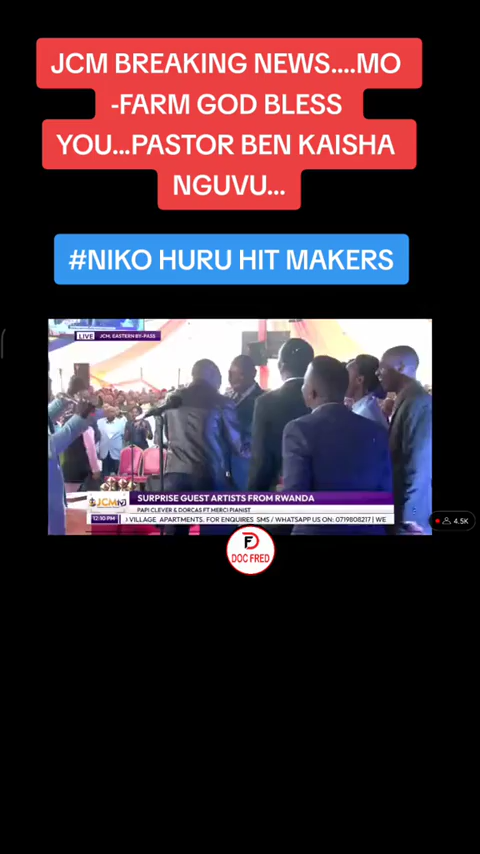 JCM BREAKING NEWS....MO
-FARM GOD BLESS
YOU...PASTOR BEN KAISHA
NGUVU...
#NIKO HURU HIT MAKERS
LIVE JCM, EASTERN BY-PASS
JCM
SURPRISE GUEST ARTISTS FROM RWANDA
PAPI CLEVER & DORCAS FT MERCI PIANIST
12:10 PM VILLAGE APARTMENTS. FOR ENQUIRES SMS / WHATSAPP US ON: 0719808217 | WE
4.5K
DOC FRED